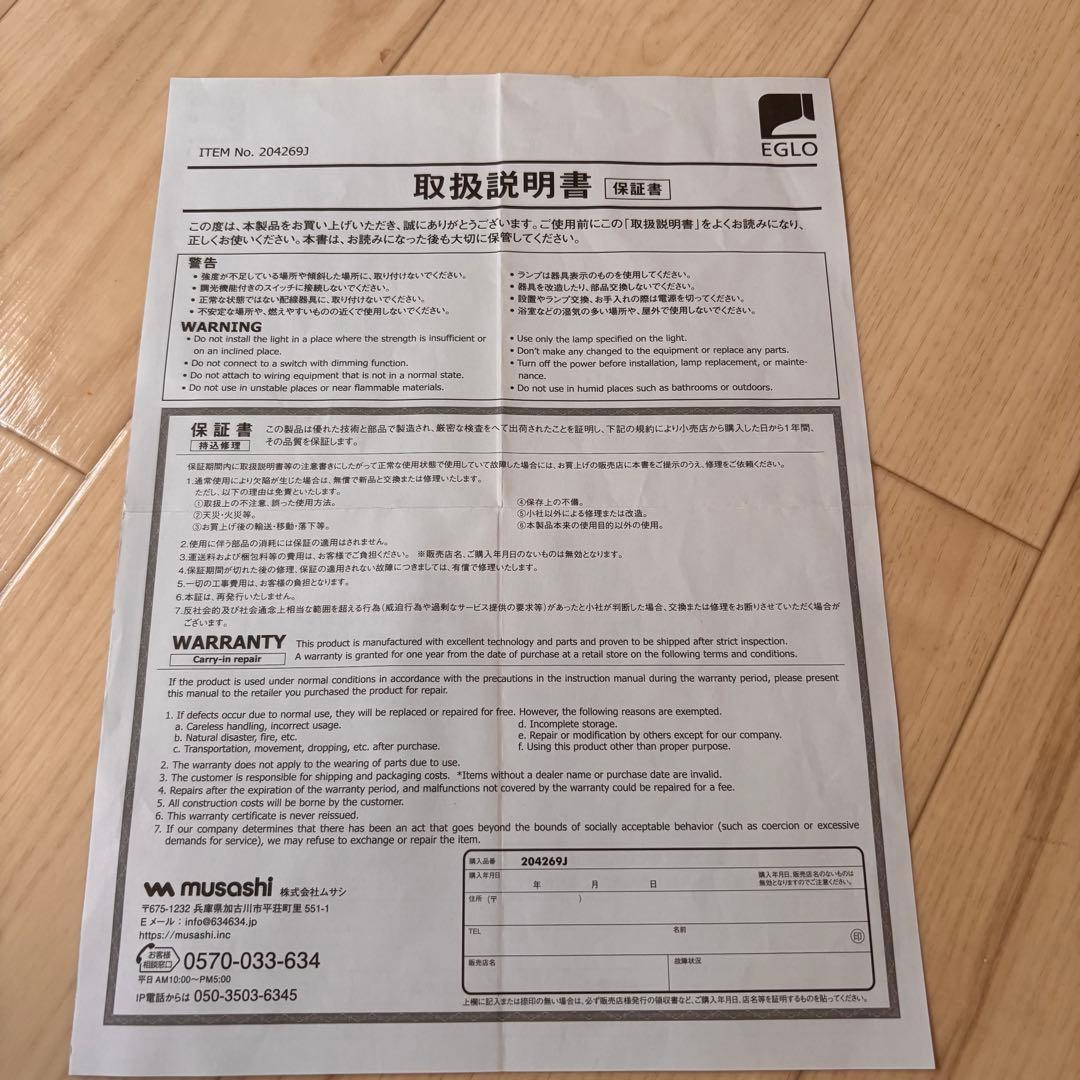 ITEM No. 204269J
EGLO
取扱説明書 保証書
この度は、本製品をお買い上げいただき、誠にありがとうございます。ご使用前にこの「取扱説明書」をよくお読みになり、
正しくお使いください。本書は、お読みになった後も大切に保管してください。
警告
• 強度が不足している場所や傾斜した場所に、取り付けないでください。
• 調光機能付きのスイッチに接続しないでください。
• 正常な状態ではない配線器具に、取り付けないでください。
• 不安定な場所や、燃えやすいものの近くで使用しないでください。
• ランプは器具表示のものを使用してください。
• 器具を改造したり、部品交換しないでください。
• 設置やランプ交換、お手入れの際は電源を切ってください。
• 浴室などの湿気の多い場所や、屋外で使用しないでください。
WARNING
• Do not install the light in a place where the strength is insufficient or
on an inclined place.
• Do not connect to a switch with dimming function.
• Do not attach to wiring equipment that is not in a normal state.
• Do not use in unstable places or near flammable materials.
• Use only the lamp specified on the light.
• Don't make any changed to the equipment or replace any parts.
• Turn off the power before installation, lamp replacement, or mainte-
nance.
• Do not use in humid places such as bathrooms or outdoors.
保証書
持込修理
この製品は優れた技術と部品で製造され、厳密な検査をへて出荷されたことを証明し、下記の規約により小売店から購入した日から1年間、
その品質を保証します。
保証期間内に取扱説明書等の注意書きにしたがって正常な使用状態で使用していて故障した場合には、お買上げの販売店に本書をご提示のうえ、修理をご依頼ください。
1.通常使用により欠陥が生じた場合は、無償で新品と交換または修理いたします。
ただし、以下の理由は免責といたします。
①取扱上の不注意、誤った使用方法。
②天災・火災等。
③お買上げ後の輸送・移動・落下等。
④保存上の不備。
⑤小社以外による修理または改造。
⑥本製品本来の使用目的以外の使用。
2.使用に伴う部品の消耗には保証の適用はされません。
3.運送料および梱包料等の費用は、お客様でご負担ください。 ※販売店名、ご購入年月日のないものは無効となります。
4.保証期間が切れた後の修理、保証の適用されない故障につきましては、有償で修理いたします。
5.一切の工事費用は、お客様の負担となります。
6.本証は、再発行いたしません。
7.反社会的及び社会通念上相当な範囲を超える行為(威迫行為や過剰なサービス提供の要求等)があったと小社が判断した場合、交換または修理をお断りさせていただく場合が
ございます。
WARRANTY
Carry-in repair
This product is manufactured with excellent technology and parts and proven to be shipped after strict inspection.
A warranty is granted for one year from the date of purchase at a retail store on the following terms and conditions.
If the product is used under normal conditions in accordance with the precautions in the instruction manual during the warranty period, please present
this manual to the retailer you purchased the product for repair.
1. If defects occur due to normal use, they will be replaced or repaired for free. However, the following reasons are exempted.
a. Careless handling, incorrect usage.
b. Natural disaster, fire, etc.
c. Transportation, movement, dropping, etc. after purchase.
d. Incomplete storage.
e. Repair or modification by others except for our company.
f. Using this product other than proper purpose.
2. The warranty does not apply to the wearing of parts due to use.
3. The customer is responsible for shipping and packaging costs. *Items without a dealer name or purchase date are invalid.
4. Repairs after the expiration of the warranty period, and malfunctions not covered by the warranty could be repaired for a fee.
5. All construction costs will be borne by the customer.
6. This warranty certificate is never reissued.
7. If our company determines that there has been an act that goes beyond the bounds of socially acceptable behavior (such as coercion or excessive
demands for service), we may refuse to exchange or repair the item.
musashi 株式会社ムサシ
〒675-1232 兵庫県加古川市平荘町里 551-1
Eメール：info@634634.jp
https://musashi.inc
お客様
相談窓口
0570-033-634
平日 AM10:00～PM5:00
IP電話からは 050-3503-6345
購入品番 204269J
購入年月日 年 月 日
購入年月日、販売店名のないものは
無効となりますのでご注意ください。
住所 (〒 )
TEL 名前 印
販売店名 故障状況
上欄に記入または捺印の無い場合は、必ず販売店様発行の領収書など、ご購入年月日、店名等を証明するものを貼ってください。